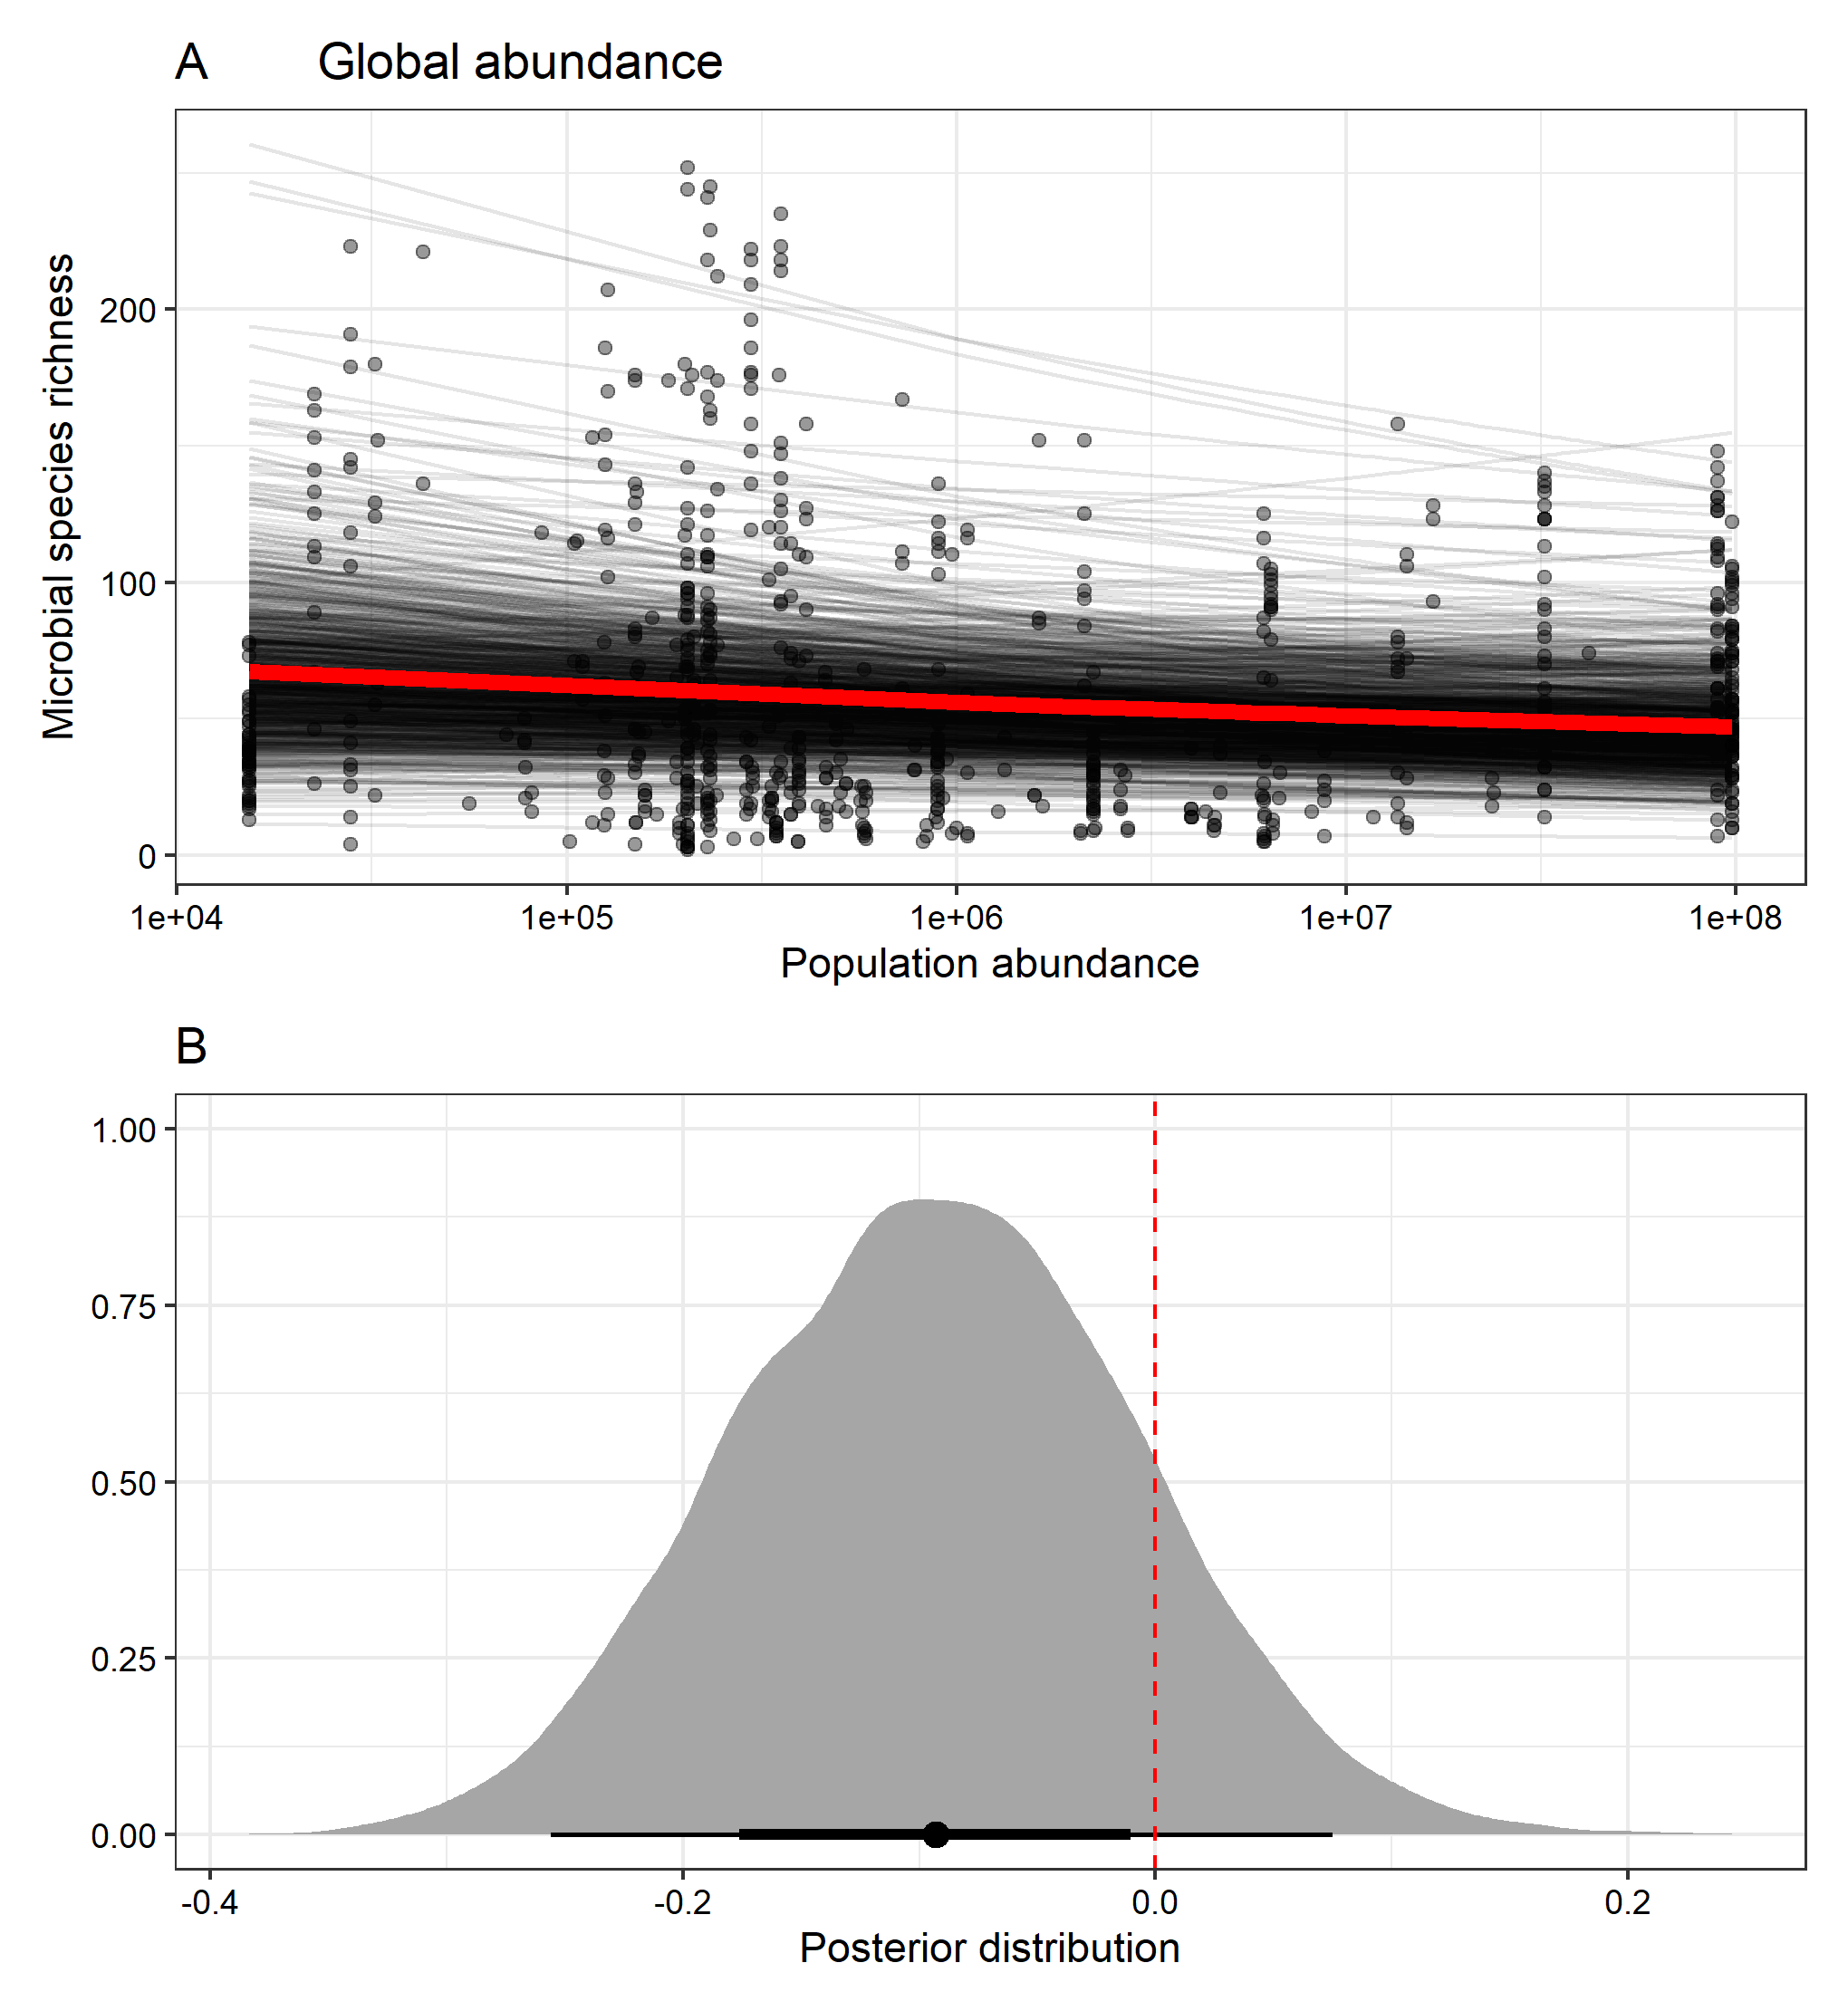 A Global abundance
Microbial species richness
200
100
0
1e+04 1e+05 1e+06 1e+07 1e+08
Population abundance
B
1.00
0.75
0.50
0.25
0.00
-0.4 -0.2 0.0 0.2
Posterior distribution